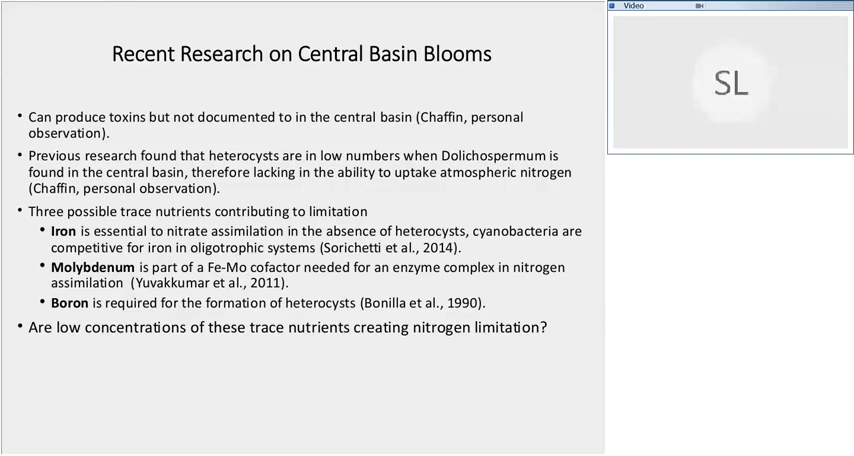 Recent Research on Central Basin Blooms
• Can produce toxins but not documented to in the central basin (Chaffin, personal
observation).
• Previous research found that heterocysts are in low numbers when Dolichospermum is
found in the central basin, therefore lacking in the ability to uptake atmospheric nitrogen
(Chaffin, personal observation).
• Three possible trace nutrients contributing to limitation
• Iron is essential to nitrate assimilation in the absence of heterocysts, cyanobacteria are
competitive for iron in oligotrophic systems (Sorichetti et al., 2014).
• Molybdenum is part of a Fe-Mo cofactor needed for an enzyme complex in nitrogen
assimilation (Yuvakkumar et al., 2011).
• Boron is required for the formation of heterocysts (Bonilla et al., 1990).
• Are low concentrations of these trace nutrients creating nitrogen limitation?
Video
SL